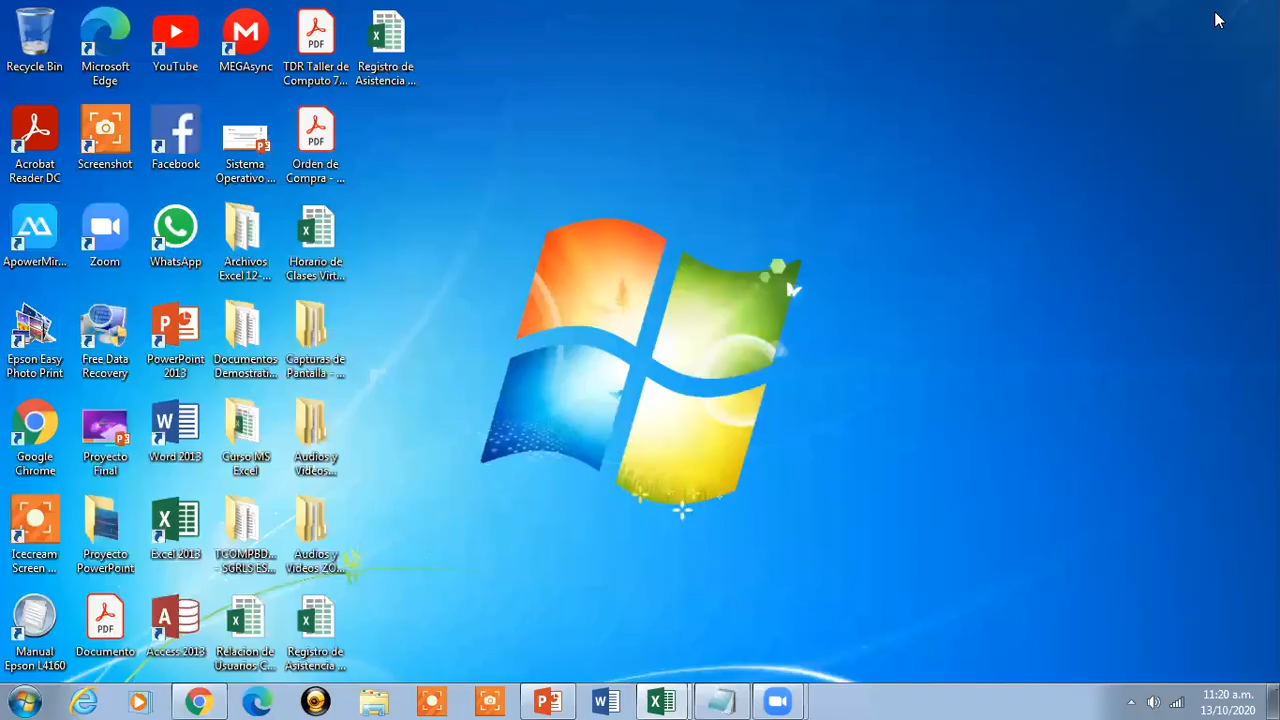 Recycle Bin
Microsoft
Edge
YouTube
MEGAsync
PDF
TDR Taller de
Computo 7...
Registro de
Asistencia ...
Acrobat
Reader DC
Screenshot
Facebook
Sistema
Operativo ...
PDF
Orden de
Compra - ...
ApowerMir...
Zoom
WhatsApp
Archivos
Excel 12-...
Horario de
Clases Virt...
Epson Easy
Photo Print
Free Data
Recovery
PowerPoint
2013
Documentos
Demostrati...
Capturas de
Pantalla - ...
Google
Chrome
Proyecto
Final
Word 2013
Curso MS
Excel
Audios y
Videos...
Icecream
Screen ...
Proyecto
PowerPoint
Excel 2013
TCOMPBD...
- SGRLS ES...
Audios y
Videos ZO...
Manual
Epson L4160
PDF
Documento
Access 2013
Relacion de
Usuarios C...
Registro de
Asistencia ...
11:20 a.m.
13/10/2020